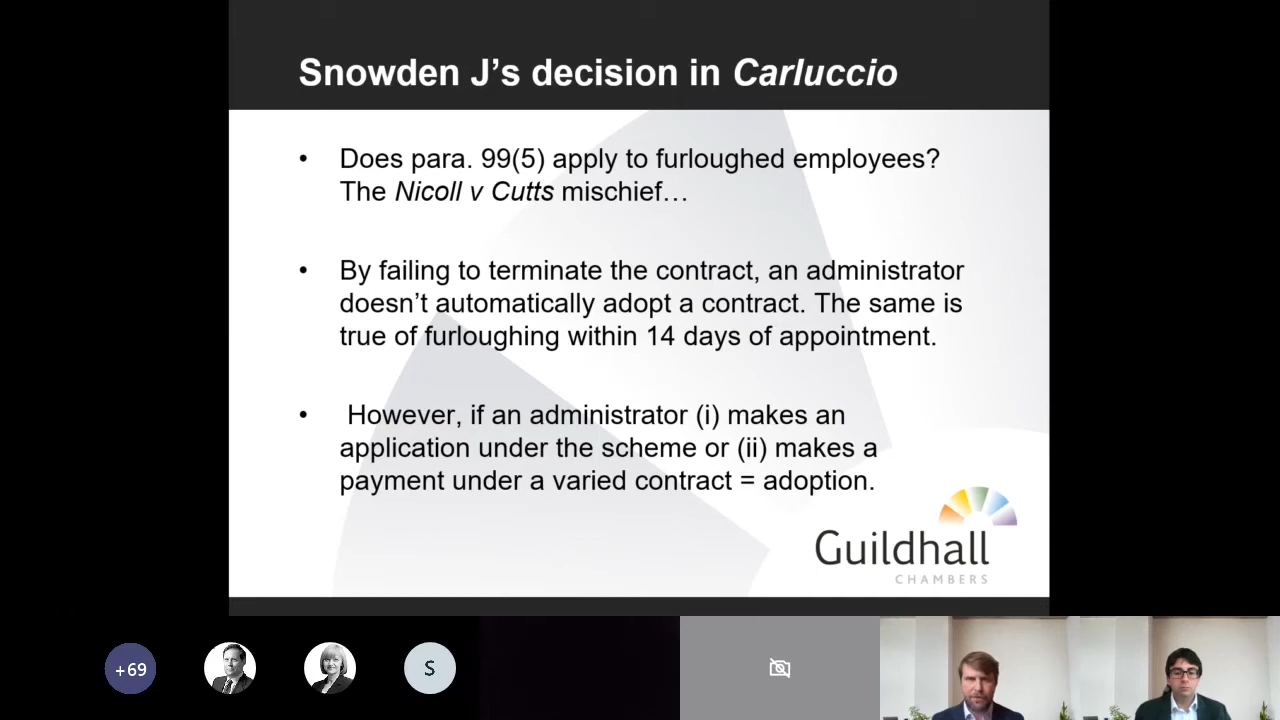 Snowden J’s decision in Carluccio
• Does para. 99(5) apply to furloughed employees?
The Nicoll v Cutts mischief…
• By failing to terminate the contract, an administrator
doesn’t automatically adopt a contract. The same is
true of furloughing within 14 days of appointment.
• However, if an administrator (i) makes an
application under the scheme or (ii) makes a
payment under a varied contract = adoption.
Guildhall
CHAMBERS
+69
S